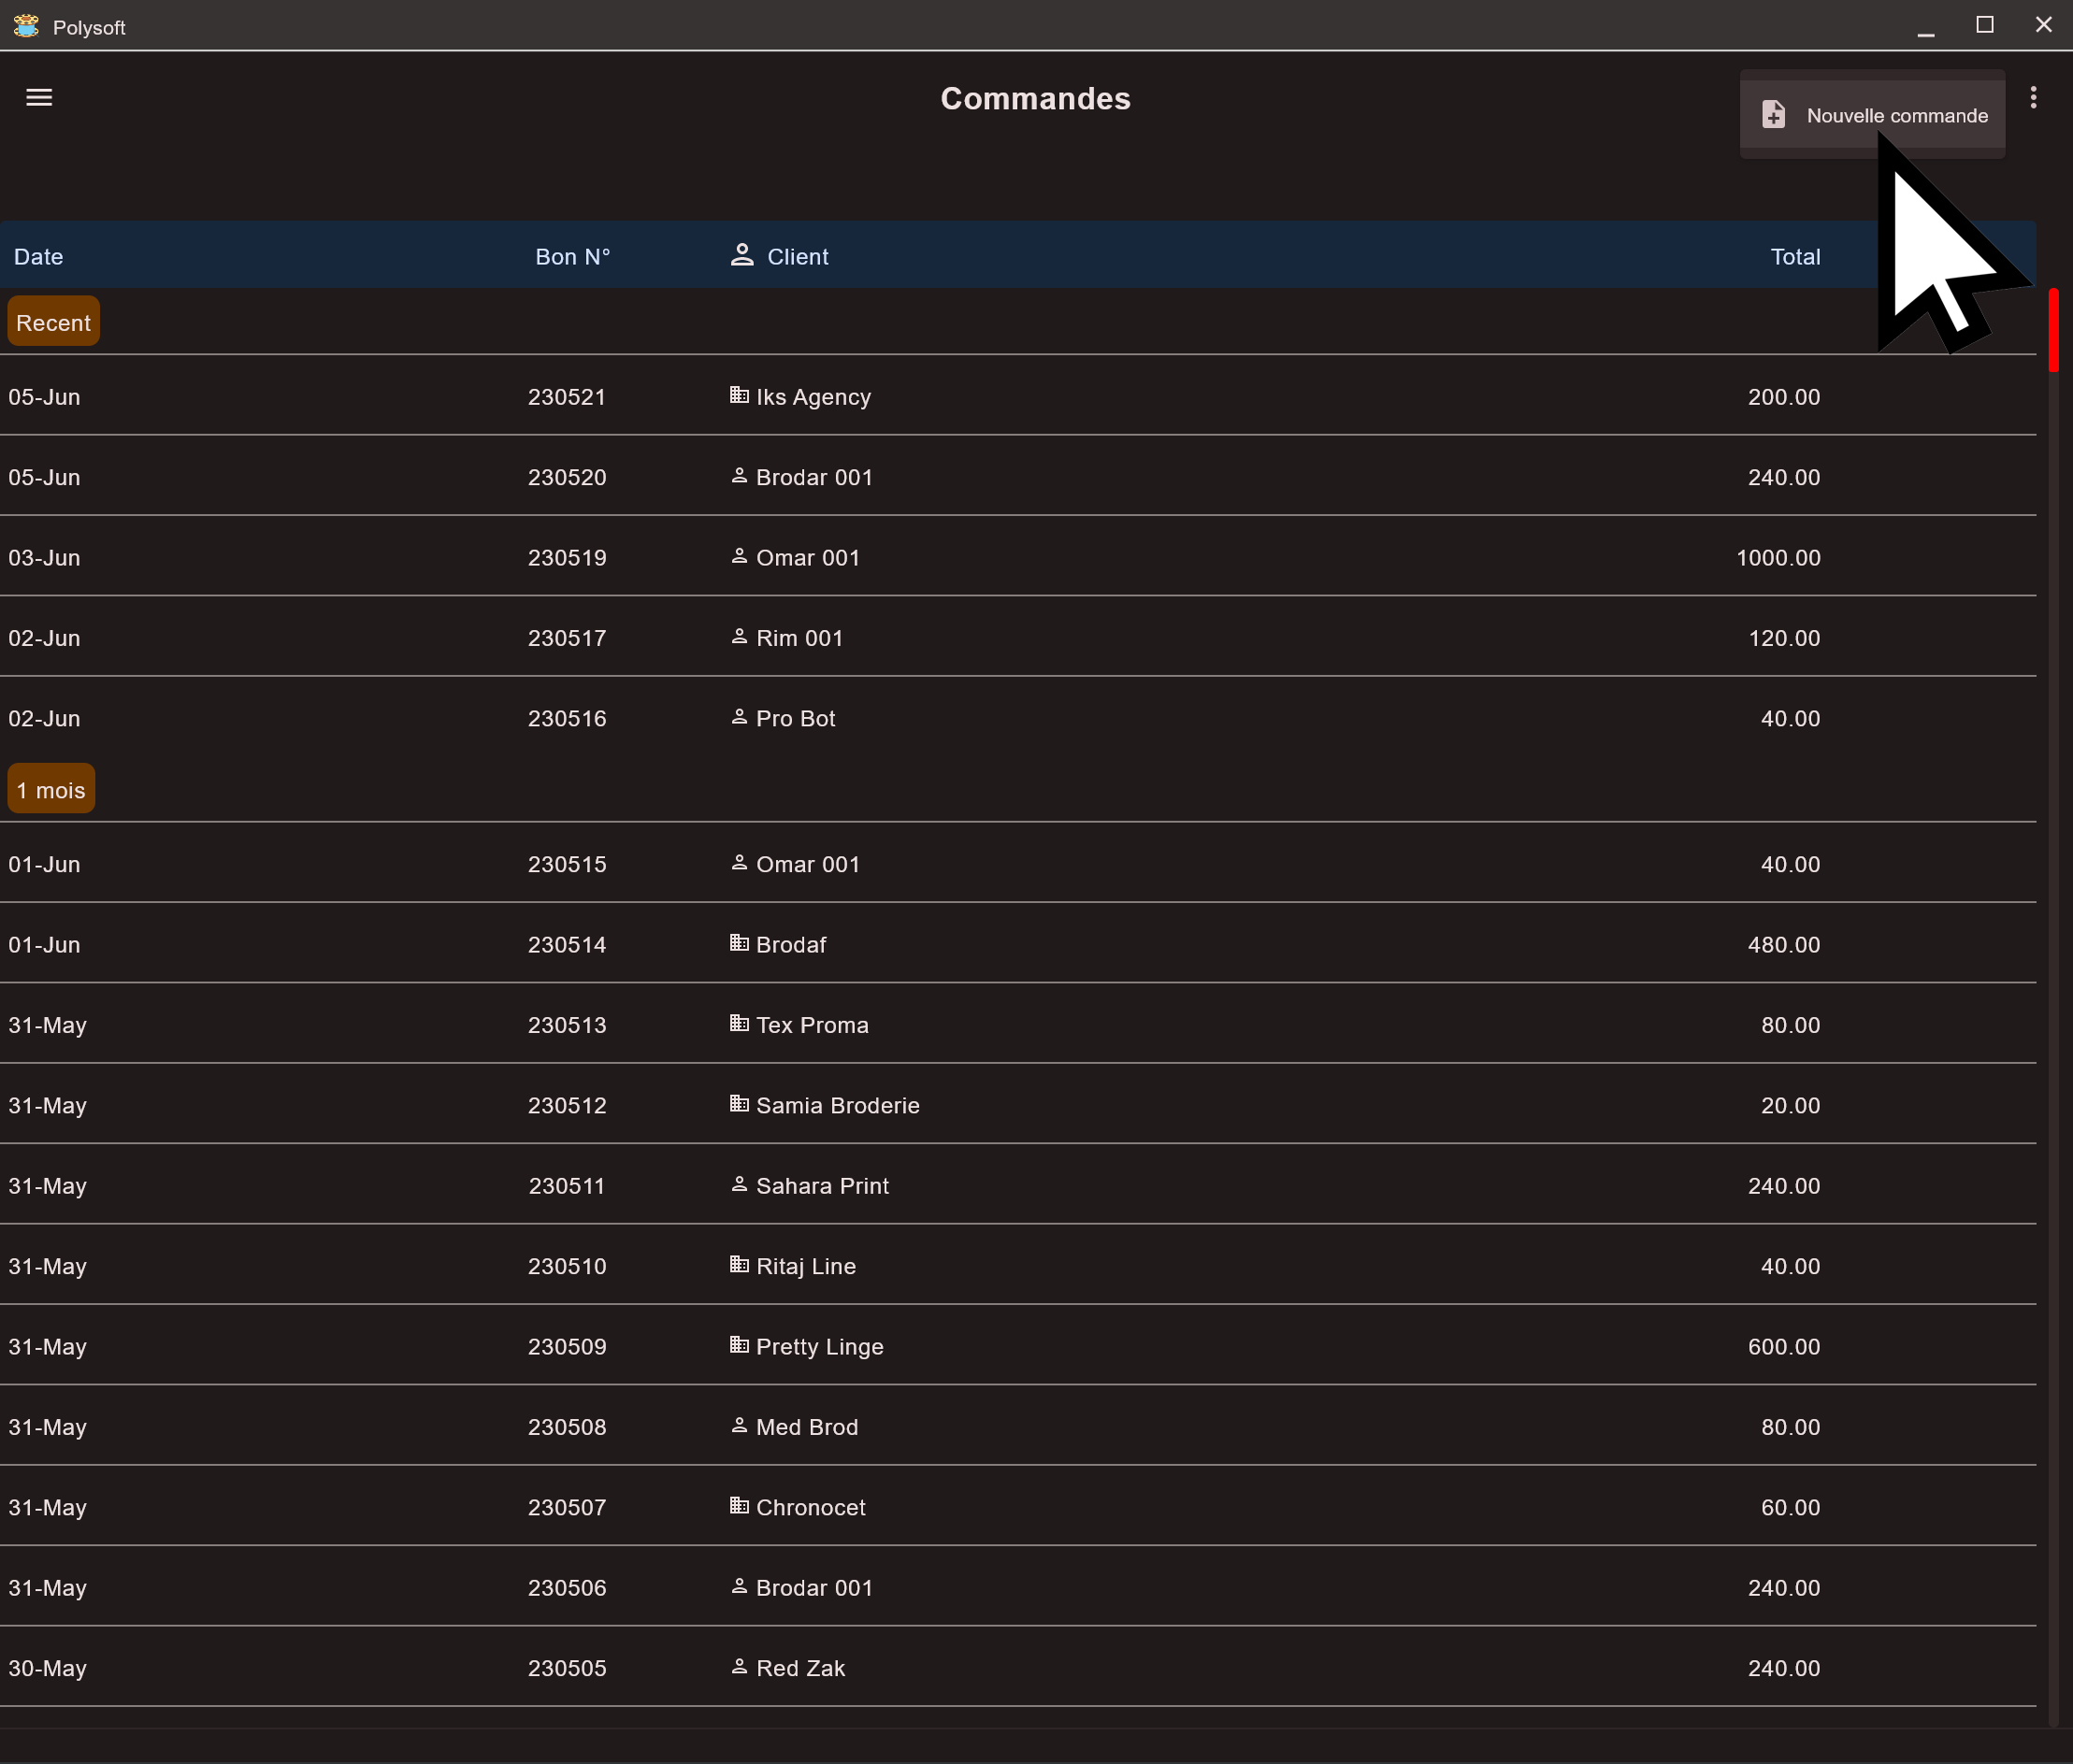 Polysoft
Commandes
Nouvelle commande
Date Bon N° Client Total
Recent
05-Jun 230521 Iks Agency 200.00
05-Jun 230520 Brodar 001 240.00
03-Jun 230519 Omar 001 1000.00
02-Jun 230517 Rim 001 120.00
02-Jun 230516 Pro Bot 40.00
1 mois
01-Jun 230515 Omar 001 40.00
01-Jun 230514 Brodaf 480.00
31-May 230513 Tex Proma 80.00
31-May 230512 Samia Broderie 20.00
31-May 230511 Sahara Print 240.00
31-May 230510 Ritaj Line 40.00
31-May 230509 Pretty Linge 600.00
31-May 230508 Med Brod 80.00
31-May 230507 Chronocet 60.00
31-May 230506 Brodar 001 240.00
30-May 230505 Red Zak 240.00